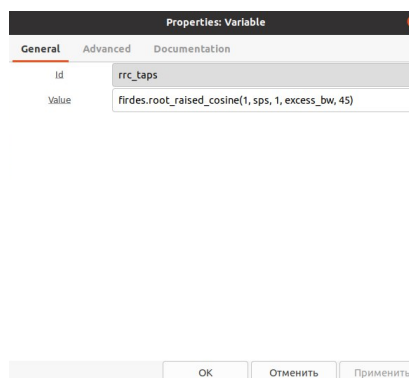 Properties: Variable
General Advanced Documentation
Id rrc_taps
Value firdes.root_raised_cosine(1, sps, 1, excess_bw, 45)
OK Отменить Применить